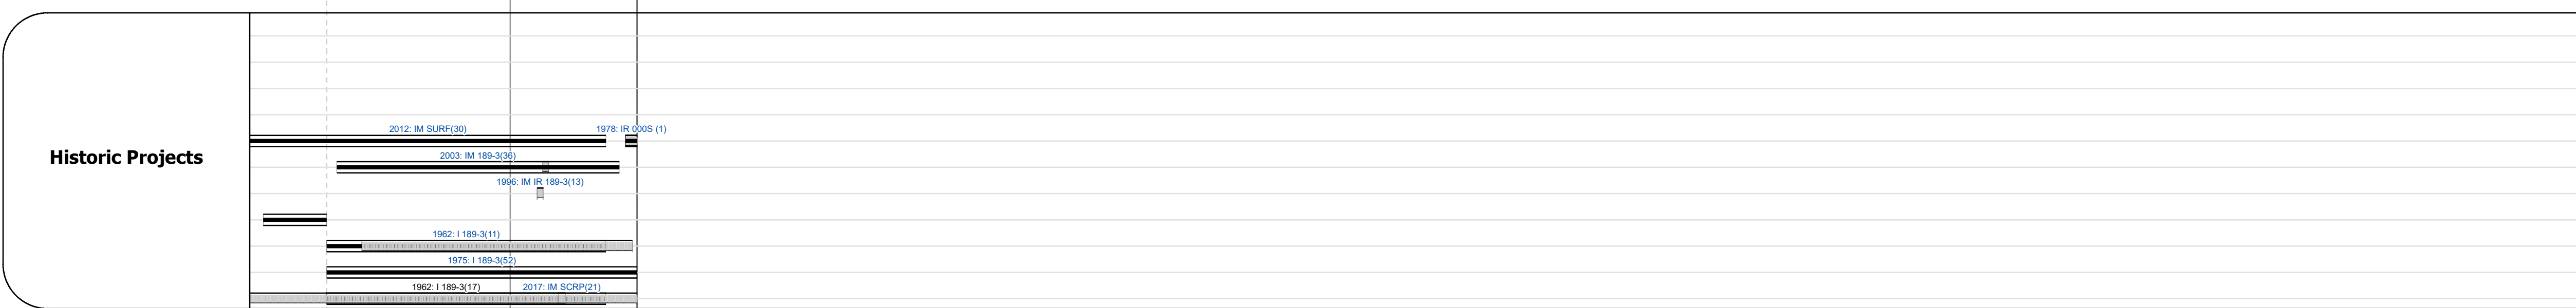 2012: IM SURF(30)
1978: IR 000S (1)
2003: IM 189-3(36)
Historic Projects
1996: IM IR 189-3(13)
1962: I 189-3(11)
1975: I 189-3(52)
1962: I 189-3(17)
2017: IM SCRP(21)